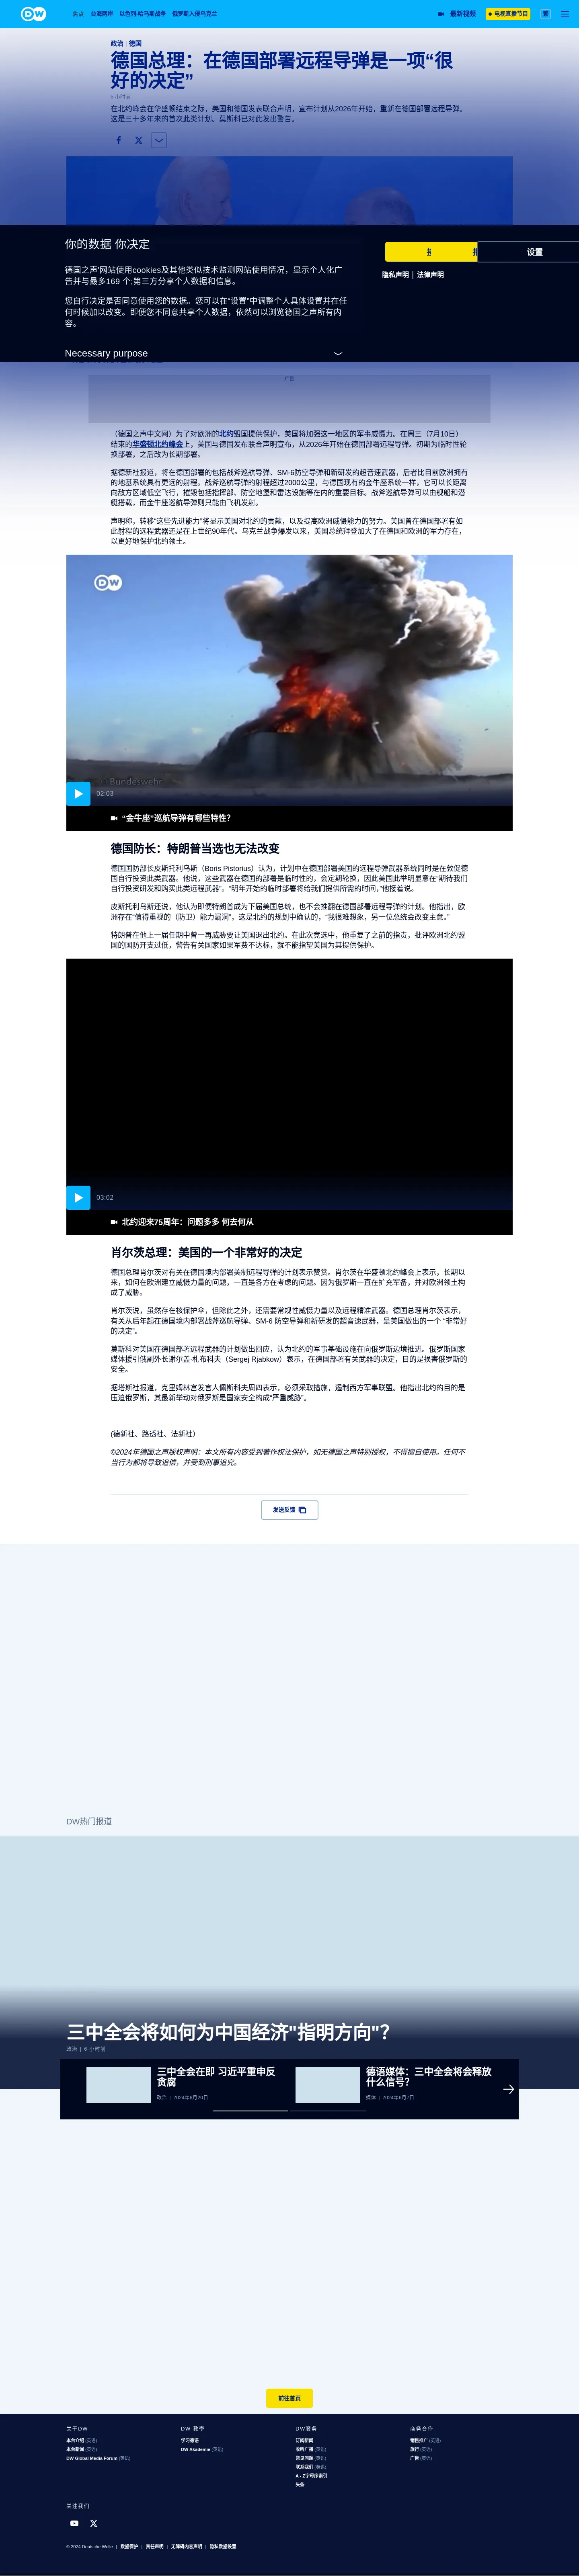 DW
焦点 台海两岸 以色列-哈马斯战争 俄罗斯入侵乌克兰 最新视频 电视直播节目 繁
政治 | 德国
德国总理：在德国部署远程导弹是一项“很
好的决定”
5 小时前
在北约峰会在华盛顿结束之际，美国和德国发表联合声明，宣布计划从2026年开始，重新在德国部署远程导弹。
这是三十多年来的首次此类计划。莫斯科已对此发出警告。
你的数据 你决定
设置
德国之声'网站使用cookies及其他类似技术监测网站使用情况，显示个人化广
告并与最多169 个;第三方分享个人数据和信息。
隐私声明 | 法律声明
您自行决定是否同意使用您的数据。您可以在“设置”中调整个人具体设置并在任
何时候加以改变。即便您不同意共享个人数据，依然可以浏览德国之声所有内
容。
Necessary purpose
广告
（德国之声中文网）为了对欧洲的北约盟国提供保护，美国将加强这一地区的军事威慑力。在周三（7月10日）
结束的华盛顿北约峰会上，美国与德国发布联合声明宣布，从2026年开始在德国部署远程导弹。初期为临时性轮
换部署，之后改为长期部署。
据德新社报道，将在德国部署的包括战斧巡航导弹、SM-6防空导弹和新研发的超音速武器，后者比目前欧洲拥有
的地基系统具有更远的射程。战斧巡航导弹的射程超过2000公里，与德国现有的金牛座系统一样，它可以长距离
向敌方区域低空飞行，摧毁包括指挥部、防空地堡和雷达设施等在内的重要目标。战斧巡航导弹可以由舰船和潜
艇搭载，而金牛座巡航导弹则只能由飞机发射。
声明称，转移“这些先进能力”将显示美国对北约的贡献，以及提高欧洲威慑能力的努力。美国曾在德国部署有如
此射程的远程武器还是在上世纪90年代。乌克兰战争爆发以来，美国总统拜登加大了在德国和欧洲的军力存在，
以更好地保护北约领土。
DW
Bundeswehr
02:03
“金牛座”巡航导弹有哪些特性？
德国防长：特朗普当选也无法改变
德国国防部长皮斯托利乌斯（Boris Pistorius）认为，计划中在德国部署美国的远程导弹武器系统同时是在敦促德
国自行投资此类武器。他说，这些武器在德国的部署是临时性的，会定期轮换，因此美国此举明显意在“期待我们
自行投资研发和购买此类远程武器”。“明年开始的临时部署将给我们提供所需的时间，”他接着说。
皮斯托利乌斯还说，他认为即便特朗普成为下届美国总统，也不会推翻在德国部署远程导弹的计划。他指出，欧
洲存在“值得重视的（防卫）能力漏洞”，这是北约的规划中确认的，“我很难想象，另一位总统会改变主意。”
特朗普在他上一届任期中曾一再威胁要让美国退出北约。在此次竞选中，他重复了之前的指责，批评欧洲北约盟
国的国防开支过低，警告有关国家如果军费不达标，就不能指望美国为其提供保护。
03:02
北约迎来75周年：问题多多 何去何从
肖尔茨总理：美国的一个非常好的决定
德国总理肖尔茨对有关在德国境内部署美制远程导弹的计划表示赞赏。肖尔茨在华盛顿北约峰会上表示，长期以
来，如何在欧洲建立威慑力量的问题，一直是各方在考虑的问题。因为俄罗斯一直在扩充军备，并对欧洲领土构
成了威胁。
肖尔茨说，虽然存在核保护伞，但除此之外，还需要常规性威慑力量以及远程精准武器。德国总理肖尔茨表示，
有关从后年起在德国境内部署战斧巡航导弹、SM-6 防空导弹和新研发的超音速武器，是美国做出的一个 “非常好
的决定”。
莫斯科对美国在德国部署远程武器的计划做出回应，认为北约的军事基础设施在向俄罗斯边境推进。俄罗斯国家
媒体援引俄副外长谢尔盖·札布科夫（Sergej Rjabkow）表示，在德国部署有关武器的决定，目的是损害俄罗斯的
安全。
据塔斯社报道，克里姆林宫发言人佩斯科夫周四表示，必须采取措施，遏制西方军事联盟。他指出北约的目的是
压迫俄罗斯，其最新举动对俄罗斯是国家安全构成“严重威胁”。
(德新社、路透社、法新社）
©2024年德国之声版权声明：本文所有内容受到著作权法保护，如无德国之声特别授权，不得擅自使用。任何不
当行为都将导致追偿，并受到刑事追究。
发送反馈
DW热门报道
三中全会将如何为中国经济"指明方向"？
政治 | 6 小时前
三中全会在即 习近平重申反
贪腐
政治 | 2024年6月20日
德语媒体：三中全会将会释放
什么信号？
媒体 | 2024年6月7日
前往首页
关于DW
本台介绍 (英语)
本台新闻 (英语)
DW Global Media Forum (英语)
DW 教學
学习德语
DW Akademie (英语)
DW服务
订阅新闻
收听广播 (英语)
常见问题 (英语)
联系我们 (英语)
A - Z字母序索引
头条
商务合作
销售推广 (英语)
旅行 (英语)
广告 (英语)
关注我们
© 2024 Deutsche Welle | 数据保护 | 责任声明 | 无障碍内容声明 | 隐私数据设置